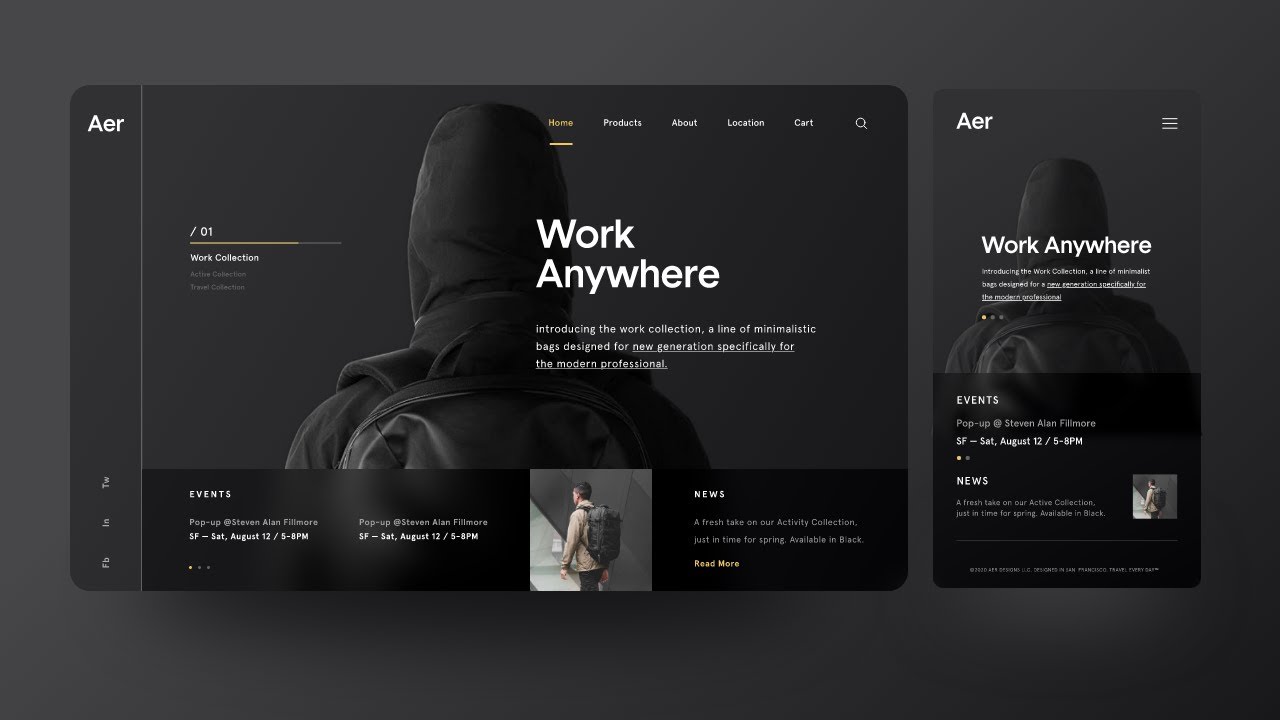 Aer
Home Products About Location Cart
/ 01
Work Collection
Active Collection
Travel Collection
Work
Anywhere
introducing the work collection, a line of minimalistic
bags designed for new generation specifically for
the modern professional.
Tw
In
Fb
EVENTS
Pop-up @Steven Alan Fillmore
SF — Sat, August 12 / 5-8PM
Pop-up @Steven Alan Fillmore
SF — Sat, August 12 / 5-8PM
NEWS
A fresh take on our Activity Collection,
just in time for spring. Available in Black.
Read More
Aer
Work Anywhere
Introducing the Work Collection, a line of minimalist
bags designed for a new generation specifically for
the modern professional
EVENTS
Pop-up @ Steven Alan Fillmore
SF — Sat, August 12 / 5-8PM
NEWS
A fresh take on our Active Collection,
just in time for spring. Available in Black.
©2020 AER DESIGNS LLC. DESIGNED IN SAN FRANCISCO. TRAVEL EVERY DAY™